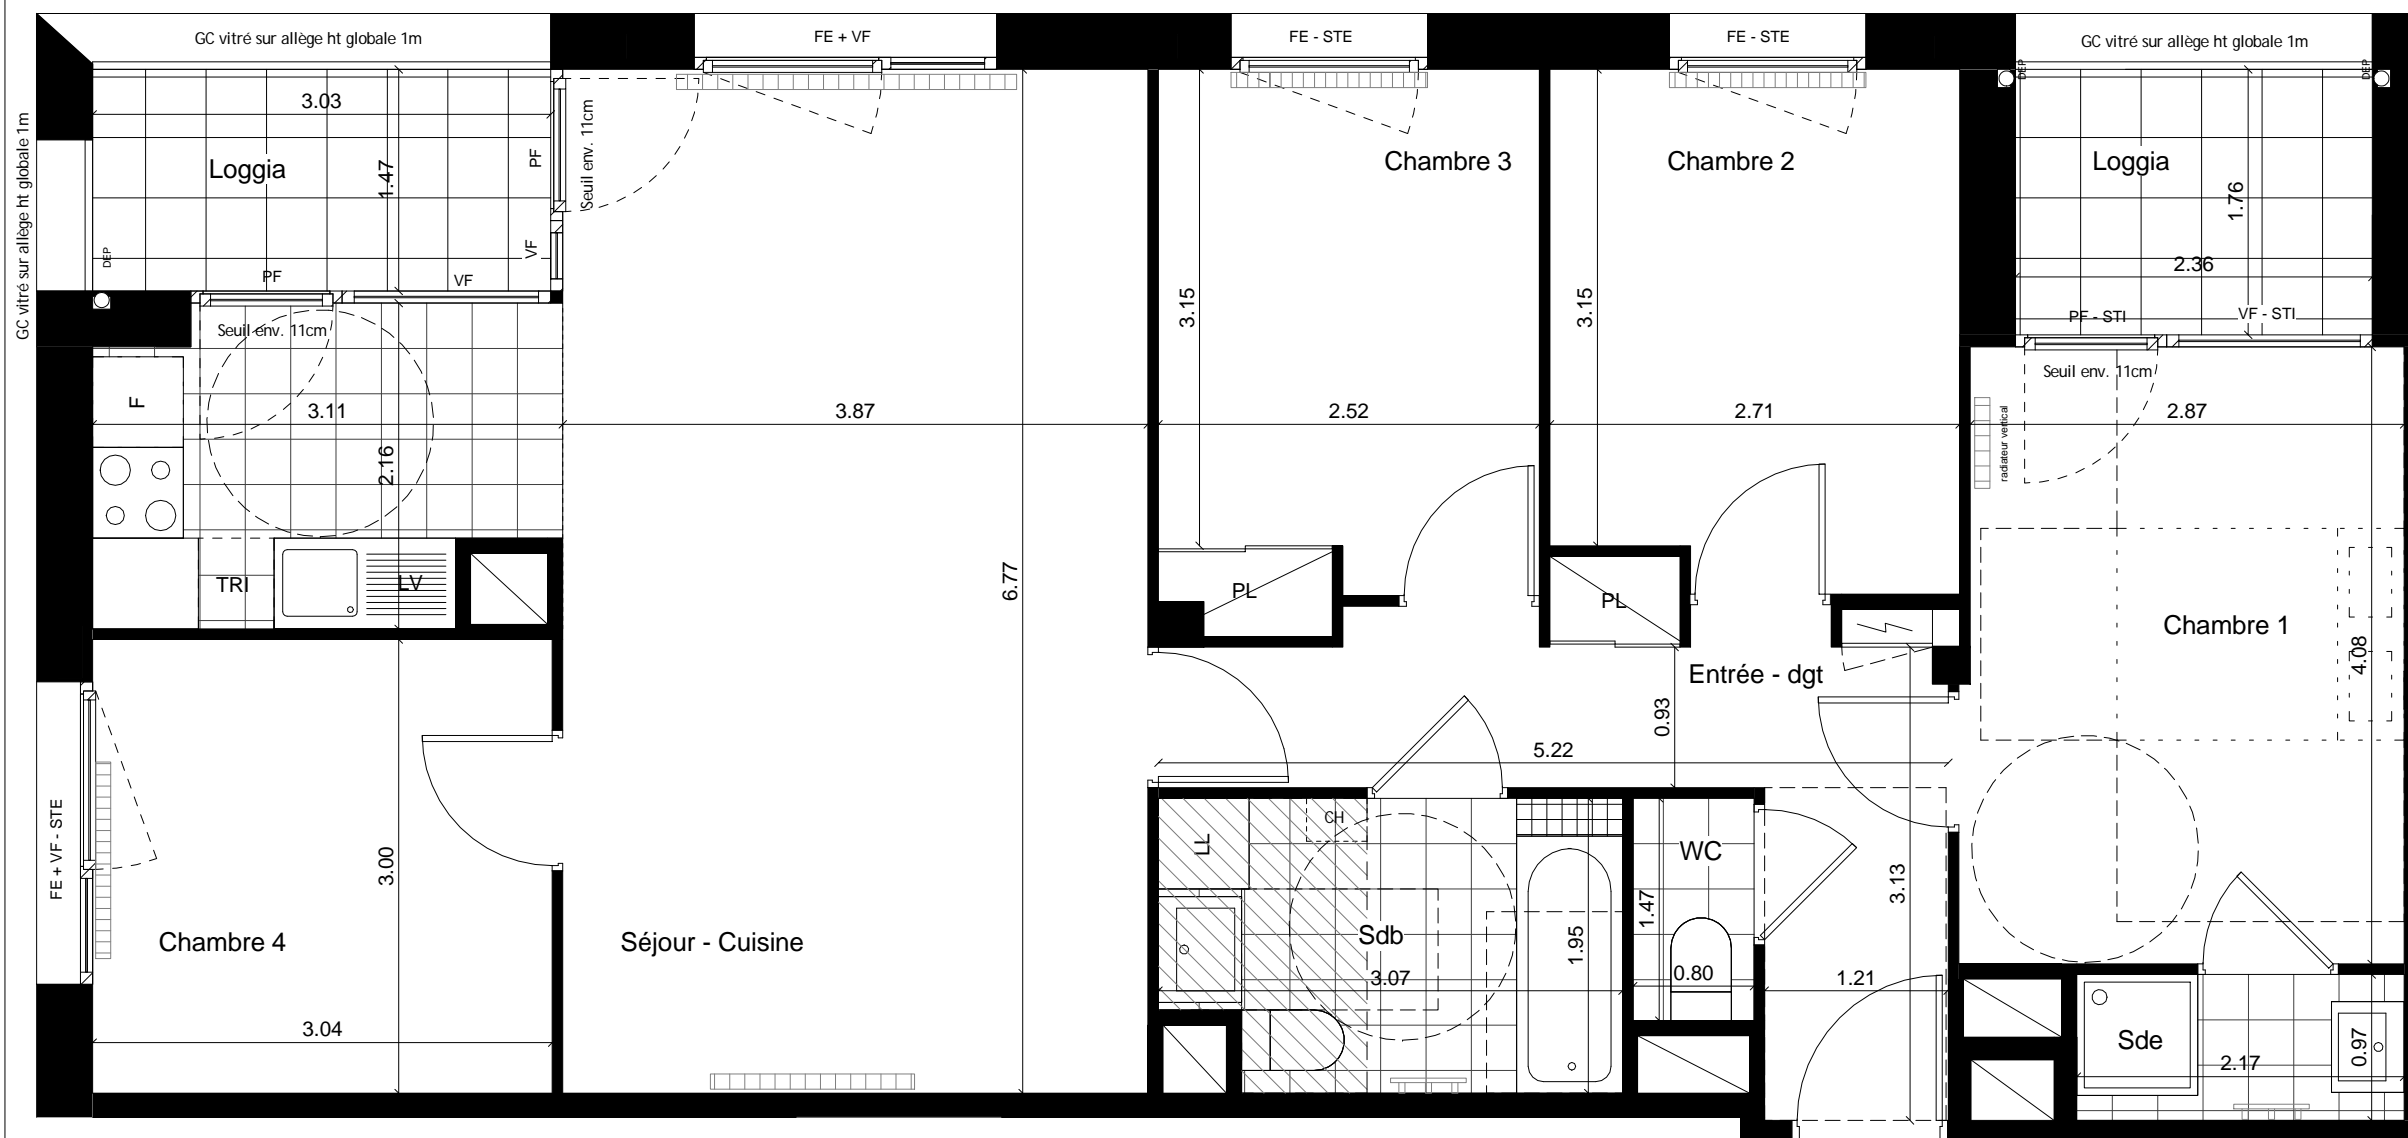 GC vitré sur allège ht globale 1m
FE + VF
FE - STE
FE - STE
GC vitré sur allège ht globale 1m
GC vitré sur allège ht globale 1m
3.03
Loggia
1.47
DEP
PF
VF
PF
VF
Seuil env. 11cm
Seuil env. 11cm
Chambre 3
Chambre 2
DEP
DEP
Loggia
1.76
2.36
PF - STI
VF - STI
Seuil env. 11cm
3.15
3.15
F
3.11
2.16
3.87
2.52
2.71
2.87
radiateur vertical
TRI
LV
6.77
PL
PL
Chambre 1
4.08
Entrée - dgt
0.93
5.22
FE + VF - STE
3.00
Chambre 4
3.04
Séjour - Cuisine
LL
CH
Sdb
3.07
1.95
WC
1.47
0.80
3.13
1.21
Sde
2.17
0.97